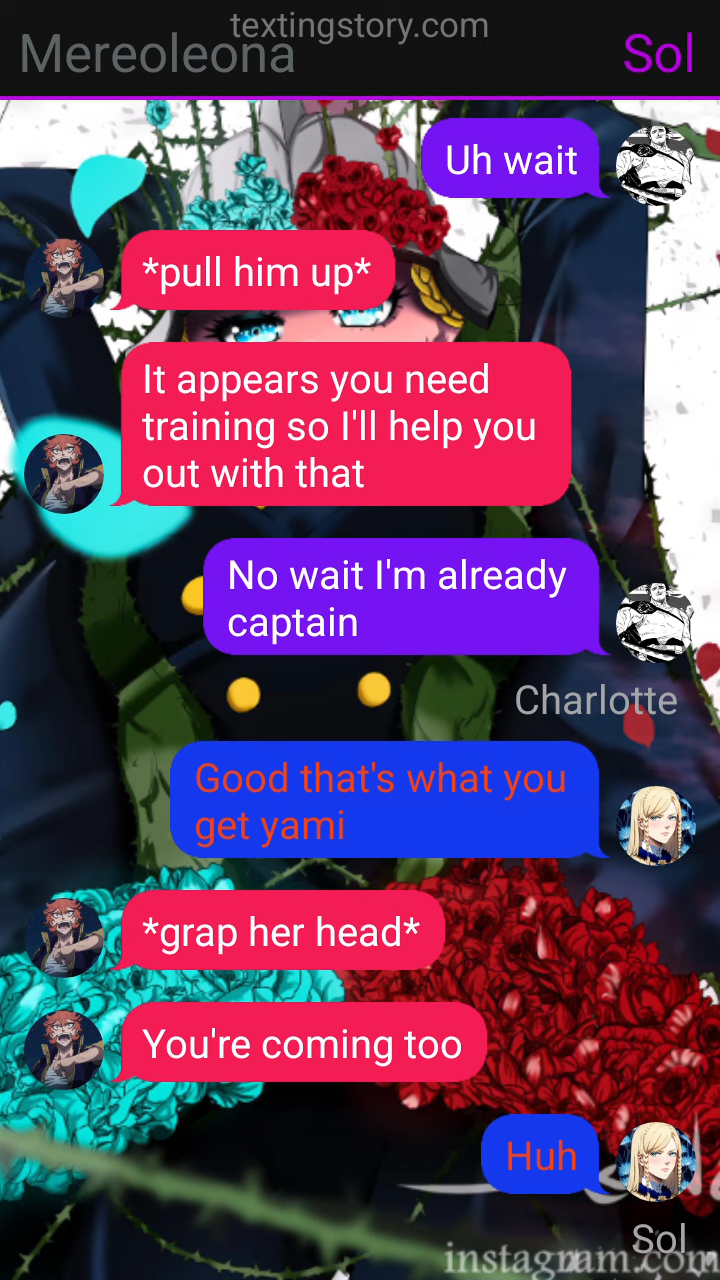 textingstory.com
Mereoleona
Sol
Uh wait
*pull him up*
It appears you need
training so I'll help you
out with that
No wait I'm already
captain
Charlotte
Good that's what you
get yami
*grap her head*
You're coming too
Huh
Sol
instagram.com